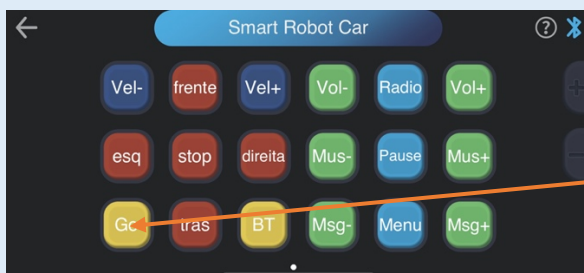 Smart Robot Car
Vel- frente Vel+ Vol- Radio Vol+
esq stop direita Mus- Pause Mus+
Go tras BT Msg- Menu Msg+